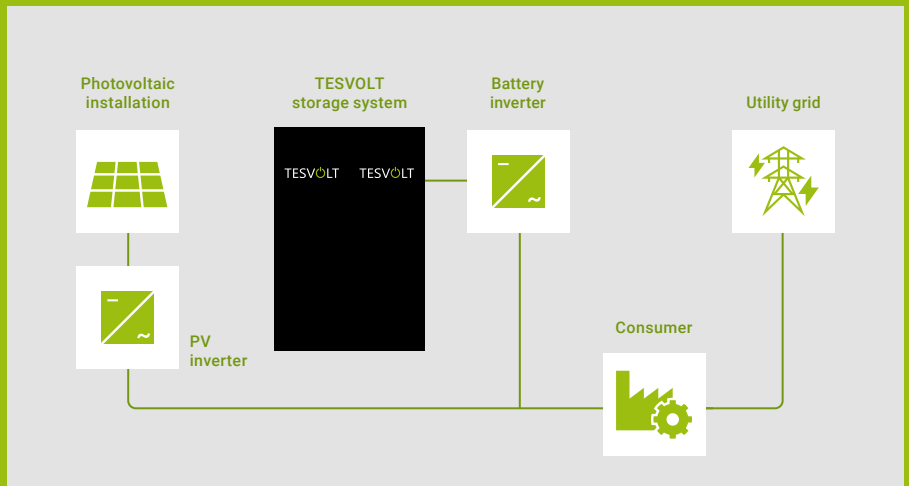 Photovoltaic
installation
TESVOLT
storage system
Battery
inverter
Utility grid
TESVOLT TESVOLT
PV
inverter
Consumer